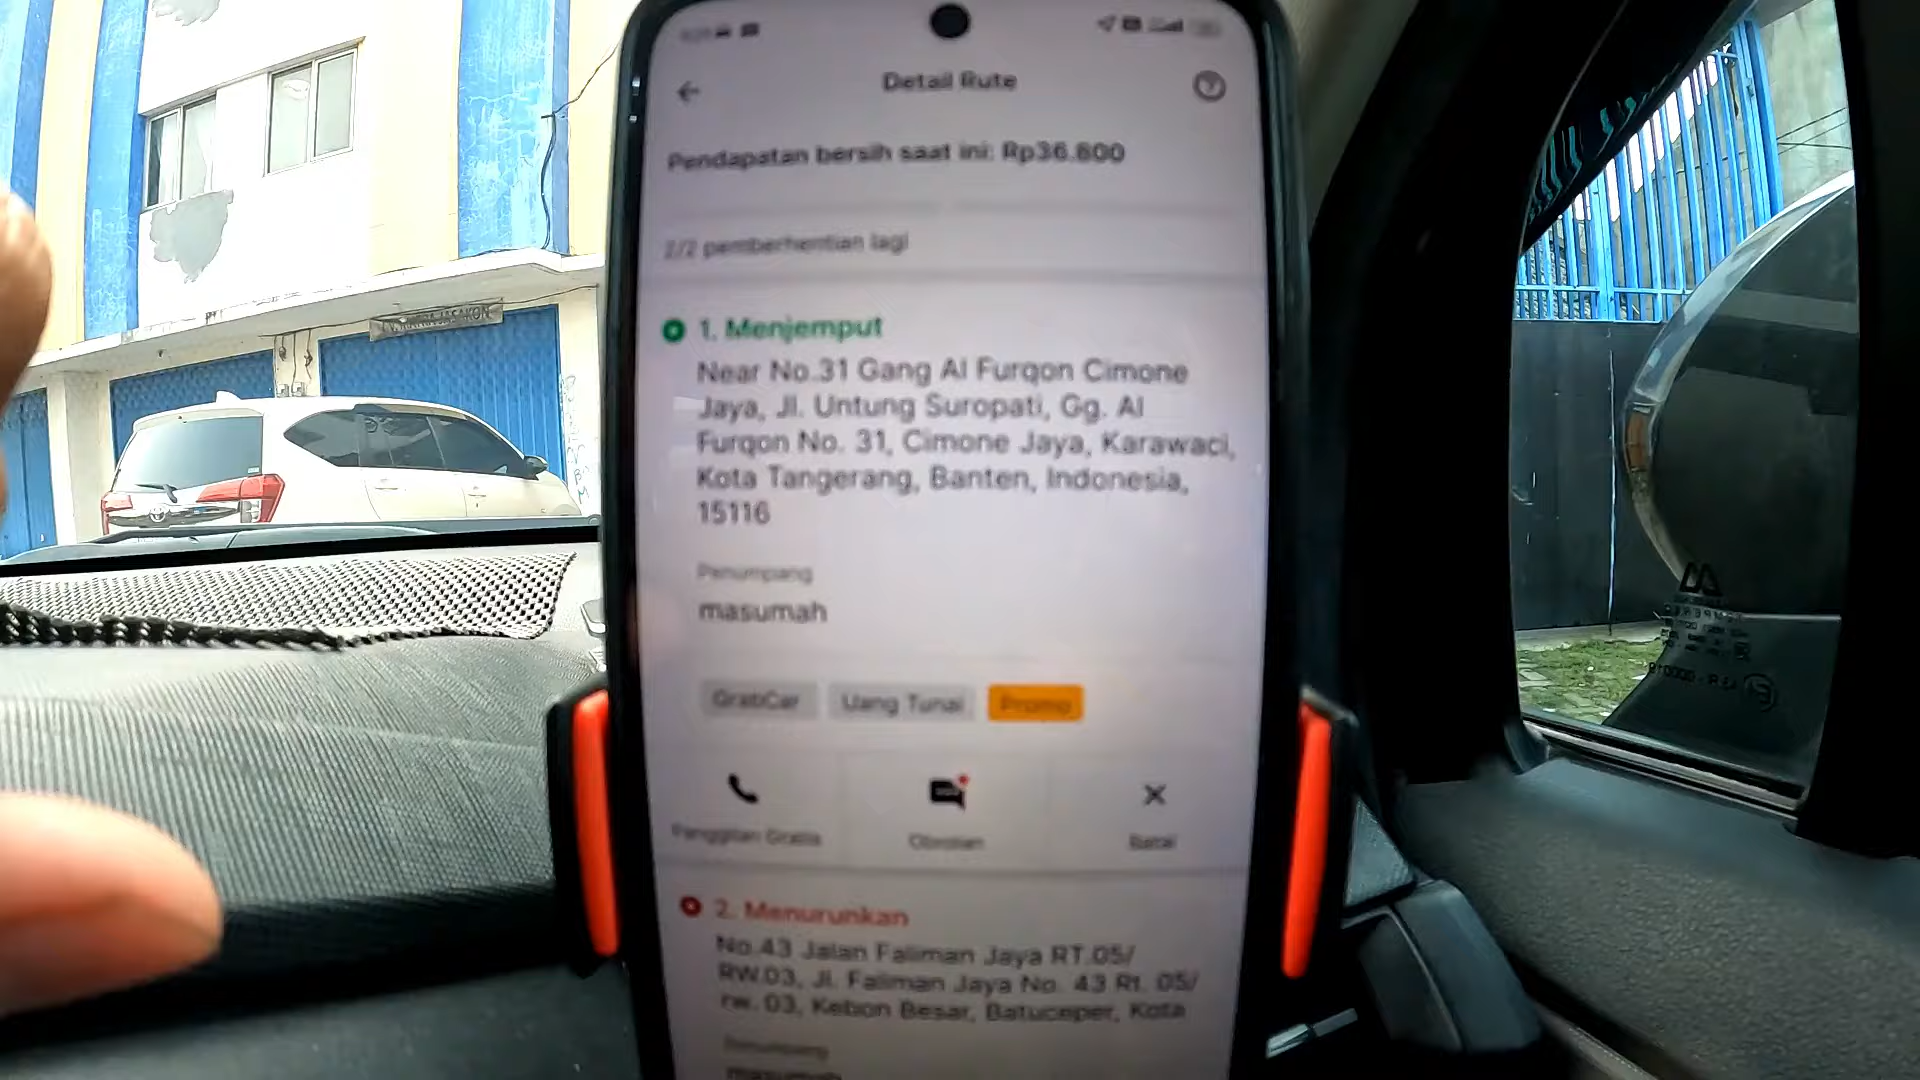 Detail Rute
Pendapatan bersih saat ini: Rp36.800
2/2 pemberhentian lagi
1. Menjemput
Near No.31 Gang Al Furqon Cimone
Jaya, Jl. Untung Suropati, Gg. Al
Furqon No. 31, Cimone Jaya, Karawaci,
Kota Tangerang, Banten, Indonesia,
15116
Penumpang
masumah
GrabCar
Uang Tunai
Promo
Panggilan Gratis
Obrolan
Batal
2. Menurunkan
No.43 Jalan Faliman Jaya RT.05/
RW.03, Jl. Faliman Jaya No. 43 Rt. 05/
rw. 03, Kebon Besar, Batuceper, Kota
Penumpang
masumah